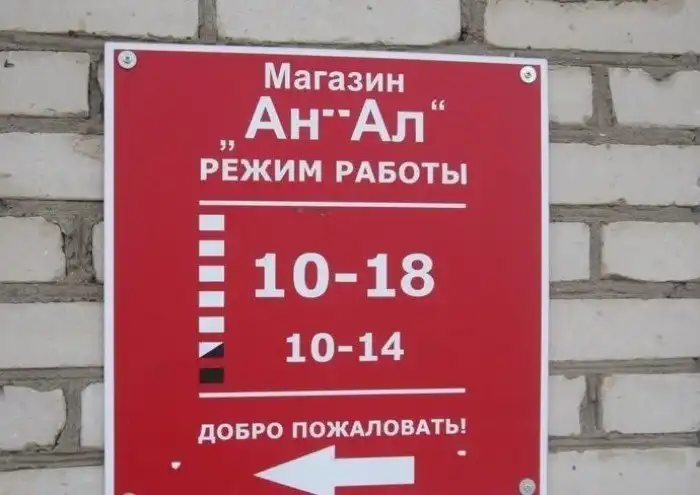 Магазин
„Ан--Ал“
РЕЖИМ РАБОТЫ
10-18
10-14
ДОБРО ПОЖАЛОВАТЬ!